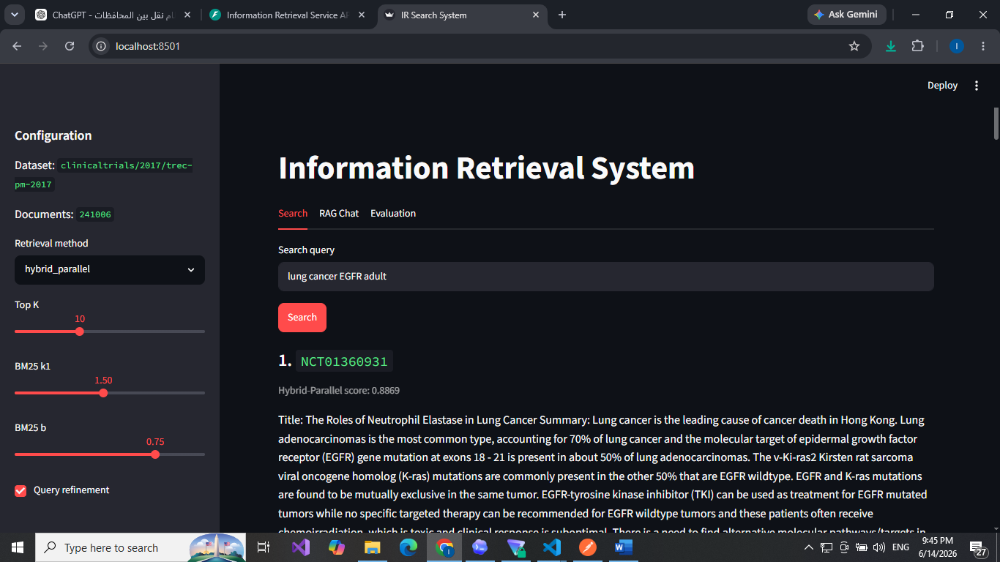 ChatGPT - ام نقل بين المحافظات
Information Retrieval Service AP
IR Search System
Ask Gemini
localhost:8501
Deploy
Configuration
Dataset: clinicaltrials/2017/trec-
pm-2017
Documents: 241006
Retrieval method
hybrid_parallel
Top K
10
BM25 k1
1.50
BM25 b
0.75
Query refinement
Information Retrieval System
Search RAG Chat Evaluation
Search query
lung cancer EGFR adult
Search
1. NCT01360931
Hybrid-Parallel score: 0.8869
Title: The Roles of Neutrophil Elastase in Lung Cancer Summary: Lung cancer is the leading cause of cancer death in Hong Kong. Lung
adenocarcinomas is the most common type, accounting for 70% of lung cancer and the molecular target of epidermal growth factor
receptor (EGFR) gene mutation at exons 18 - 21 is present in about 50% of lung adenocarcinomas. The v-Ki-ras2 Kirsten rat sarcoma
viral oncogene homolog (K-ras) mutations are commonly present in the other 50% that are EGFR wildtype. EGFR and K-ras mutations
are found to be mutually exclusive in the same tumor. EGFR-tyrosine kinase inhibitor (TKI) can be used as treatment for EGFR mutated
tumors while no specific targeted therapy can be recommended for EGFR wildtype tumors and these patients often receive
chemoirradiation, which is toxic and clinical response is suboptimal. There is a need to find alternative molecular pathways/targets in
Type here to search
ENG
9:45 PM
6/14/2026
27